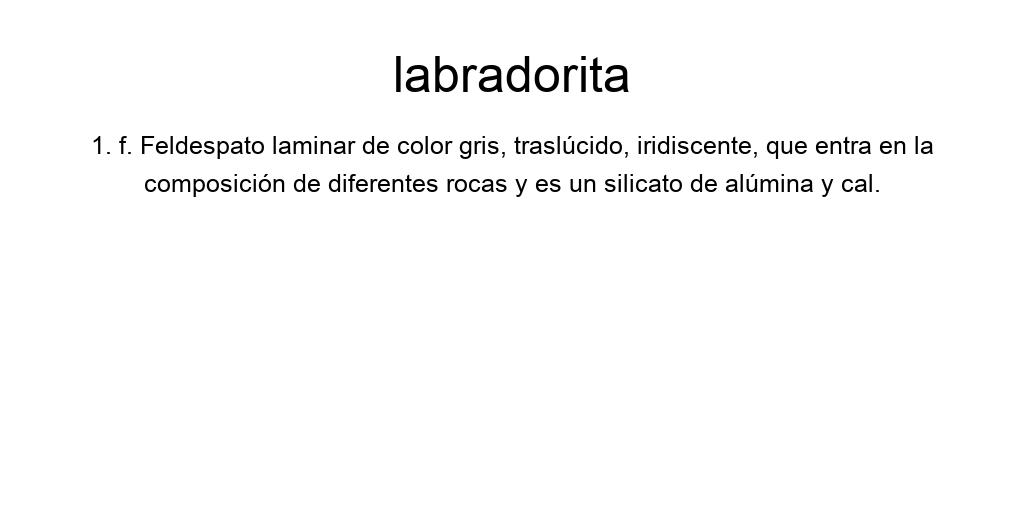 labradorita
1. f. Feldespato laminar de color gris, traslúcido, iridiscente, que entra en la
composición de diferentes rocas y es un silicato de alúmina y cal.